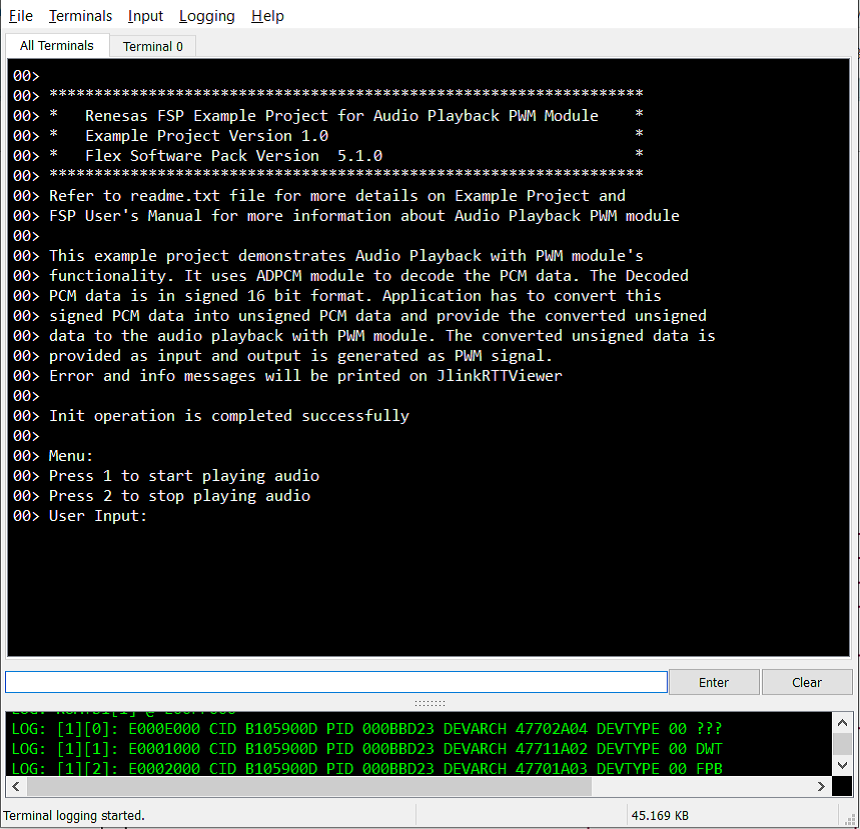 File Terminals Input Logging Help
All Terminals Terminal 0
00>
00> ******************************************************************
00> *   Renesas FSP Example Project for Audio Playback PWM Module    *
00> *   Example Project Version 1.0                                  *
00> *   Flex Software Pack Version  5.1.0                            *
00> ******************************************************************
00> Refer to readme.txt file for more details on Example Project and
00> FSP User's Manual for more information about Audio Playback PWM module
00>
00> This example project demonstrates Audio Playback with PWM module's
00> functionality. It uses ADPCM module to decode the PCM data. The Decoded
00> PCM data is in signed 16 bit format. Application has to convert this
00> signed PCM data into unsigned PCM data and provide the converted unsigned
00> data to the audio playback with PWM module. The converted unsigned data is
00> provided as input and output is generated as PWM signal.
00> Error and info messages will be printed on JlinkRTTViewer
00>
00> Init operation is completed successfully
00>
00> Menu:
00> Press 1 to start playing audio
00> Press 2 to stop playing audio
00> User Input:
Enter Clear
LOG: [1][0]: E000E000 CID B105900D PID 000BBD23 DEVARCH 47702A04 DEVTYPE 00 ???
LOG: [1][1]: E0001000 CID B105900D PID 000BBD23 DEVARCH 47711A02 DEVTYPE 00 DWT
LOG: [1][2]: E0002000 CID B105900D PID 000BBD23 DEVARCH 47701A03 DEVTYPE 00 FPB
Terminal logging started. 45.169 KB